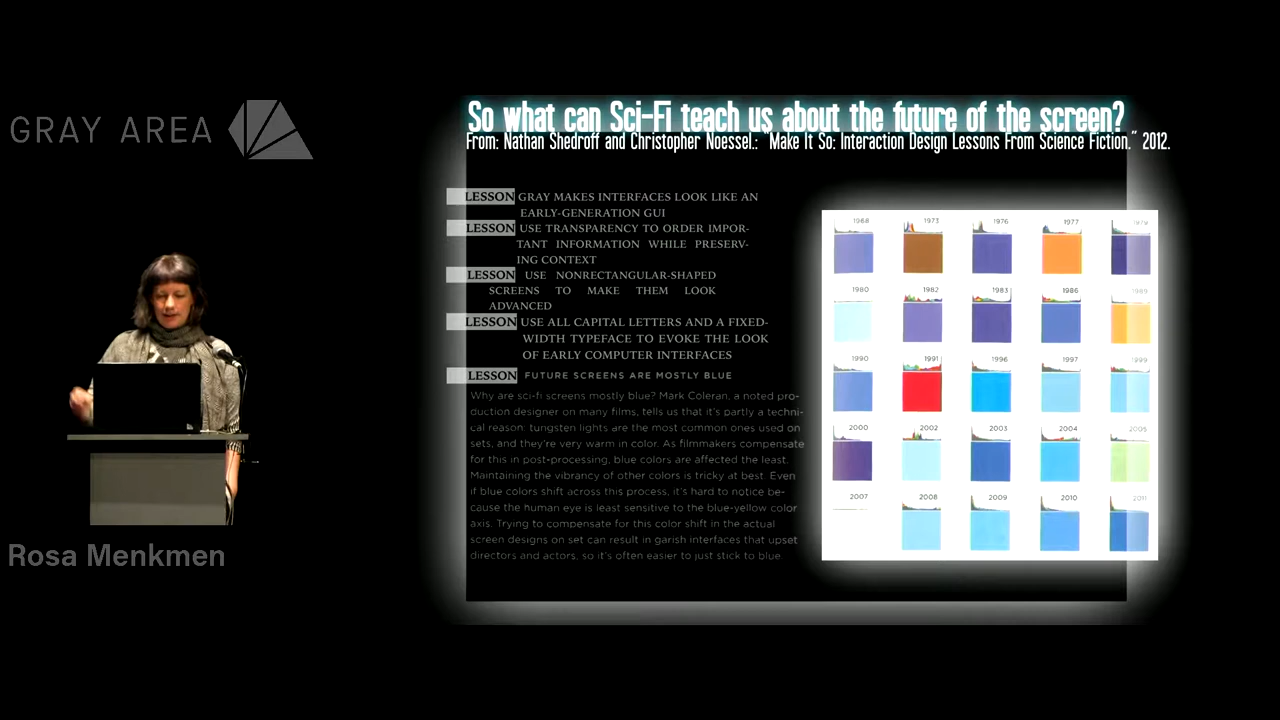 GRAY AREA
So what can Sci-Fi teach us about the future of the screen?
From: Nathan Shedroff and Christopher Noessel.: "Make It So: Interaction Design Lessons From Science Fiction." 2012.
LESSON GRAY MAKES INTERFACES LOOK LIKE AN
EARLY-GENERATION GUI
LESSON USE TRANSPARENCY TO ORDER IMPOR-
TANT INFORMATION WHILE PRESERV-
ING CONTEXT
LESSON USE NONRECTANGULAR-SHAPED
SCREENS TO MAKE THEM LOOK
ADVANCED
LESSON USE ALL CAPITAL LETTERS AND A FIXED-
WIDTH TYPEFACE TO EVOKE THE LOOK
OF EARLY COMPUTER INTERFACES
LESSON FUTURE SCREENS ARE MOSTLY BLUE
Why are sci-fi screens mostly blue? Mark Coleran, a noted pro-
duction designer on many films, tells us that it's partly a techni-
cal reason: tungsten lights are the most common ones used on
sets, and they're very warm in color. As filmmakers compensate
for this in post-processing, blue colors are affected the least.
Maintaining the vibrancy of other colors is tricky at best. Even
if blue colors shift across this process, it's hard to notice be-
cause the human eye is least sensitive to the blue-yellow color
axis. Trying to compensate for this color shift in the actual
screen designs on set can result in garish interfaces that upset
directors and actors, so it's often easier to just stick to blue.
1968 1973 1976 1977 1979
1980 1982 1983 1986 1989
1990 1991 1996 1997 1999
2000 2002 2003 2004 2005
2007 2008 2009 2010 2011
Rosa Menkmen